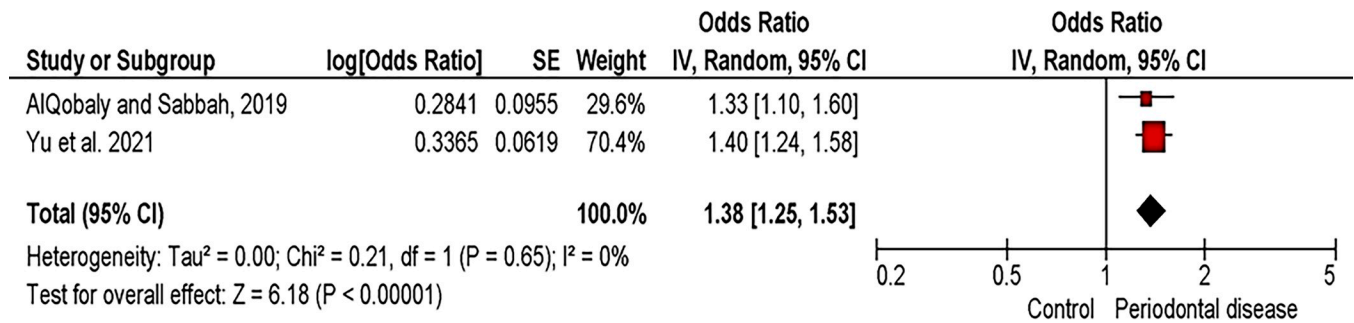 Odds Ratio Odds Ratio
Study or Subgroup log[Odds Ratio] SE Weight IV, Random, 95% CI IV, Random, 95% CI
AlQobaly and Sabbah, 2019 0.2841 0.0955 29.6% 1.33 [1.10, 1.60]
Yu et al. 2021 0.3365 0.0619 70.4% 1.40 [1.24, 1.58]
Total (95% CI) 100.0% 1.38 [1.25, 1.53]
Heterogeneity: Tau² = 0.00; Chi² = 0.21, df = 1 (P = 0.65); I² = 0%
Test for overall effect: Z = 6.18 (P < 0.00001)
0.2 0.5 1 2 5
Control Periodontal disease